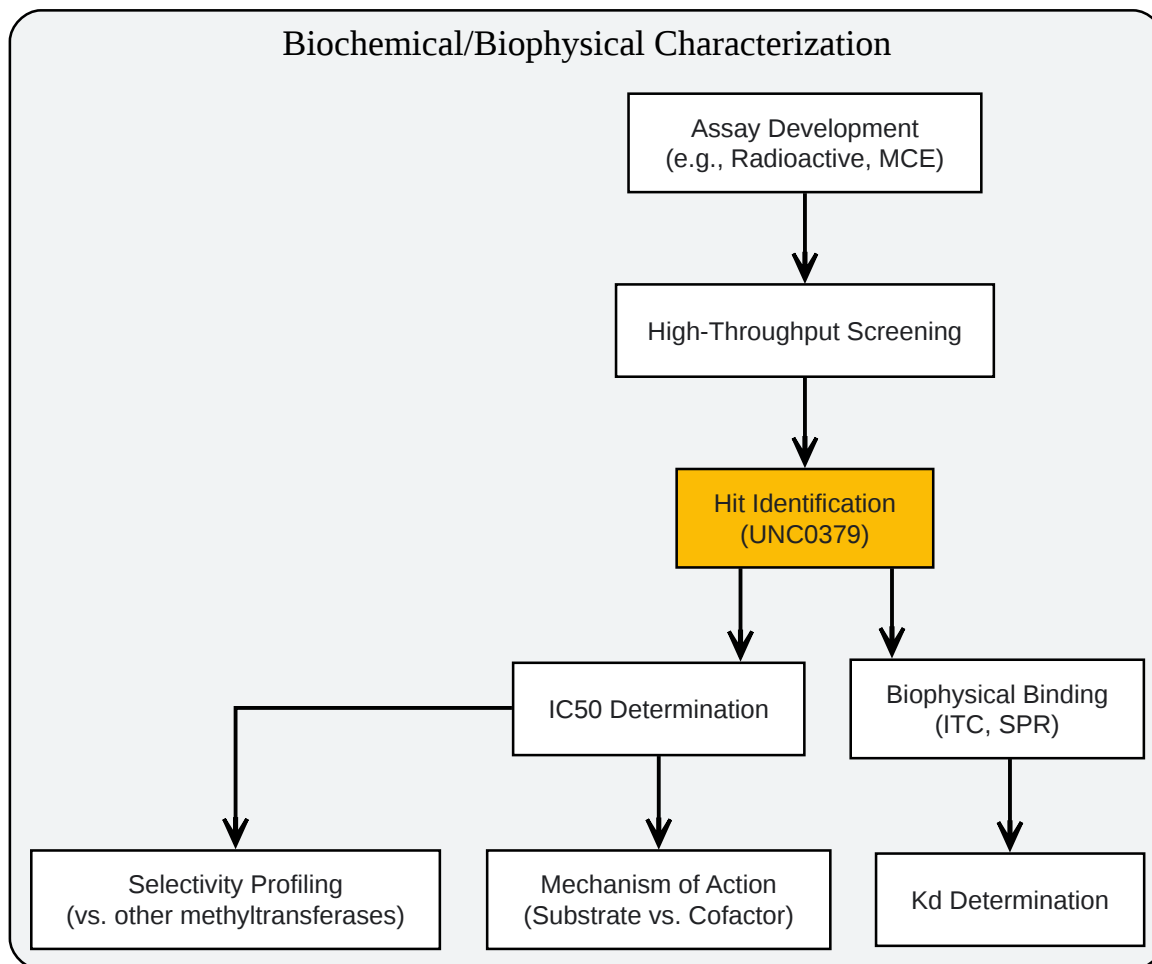 Biochemical/Biophysical Characterization
Assay Development
(e.g., Radioactive, MCE)
High-Throughput Screening
Hit Identification
(UNC0379)
IC50 Determination
Biophysical Binding
(ITC, SPR)
Selectivity Profiling
(vs. other methyltransferases)
Mechanism of Action
(Substrate vs. Cofactor)
Kd Determination